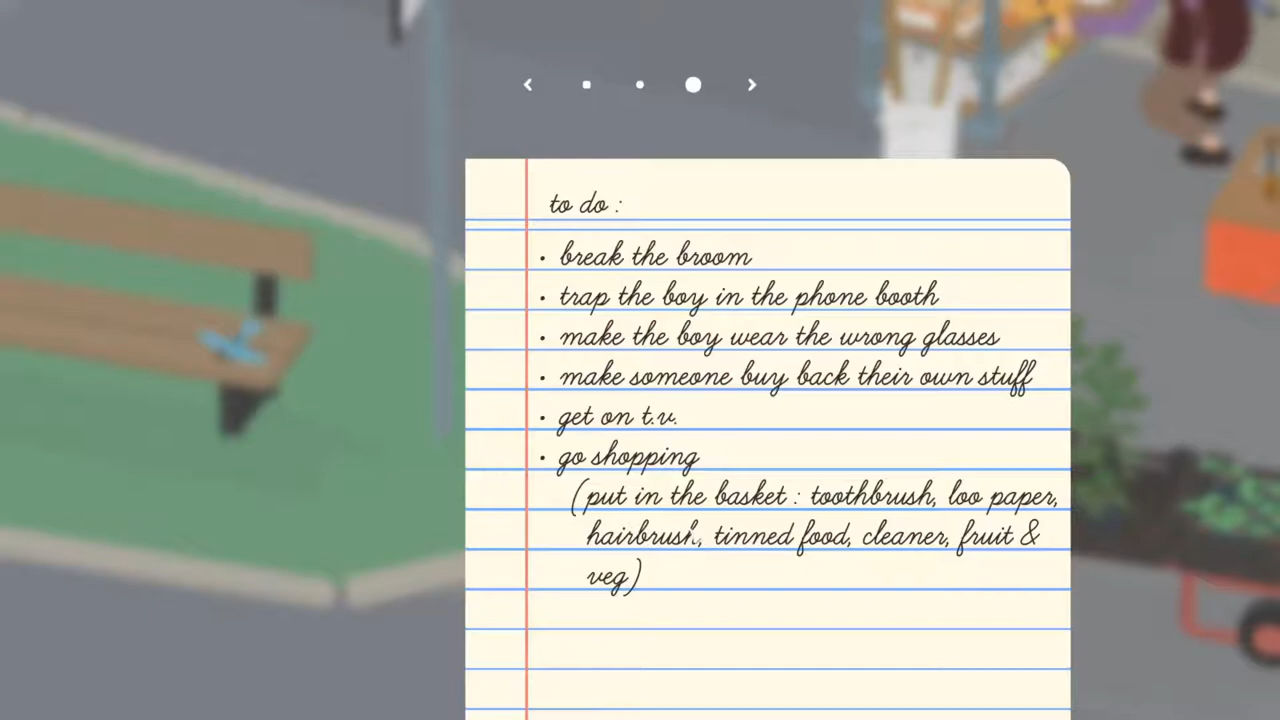 to do :
• break the broom
• trap the boy in the phone booth
• make the boy wear the wrong glasses
• make someone buy back their own stuff
• get on t.v.
• go shopping
(put in the basket : toothbrush, loo paper,
hairbrush, tinned food, cleaner, fruit &
veg)